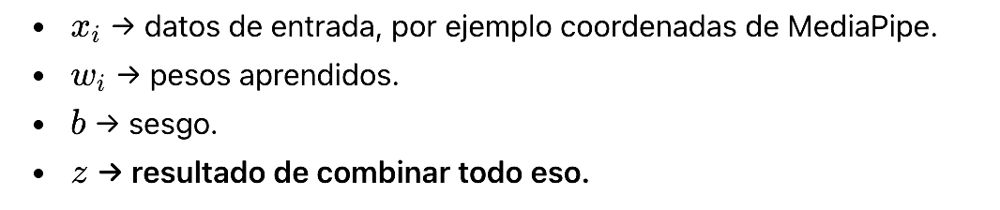 • xᵢ → datos de entrada, por ejemplo coordenadas de MediaPipe.
• wᵢ → pesos aprendidos.
• b → sesgo.
• z → resultado de combinar todo eso.